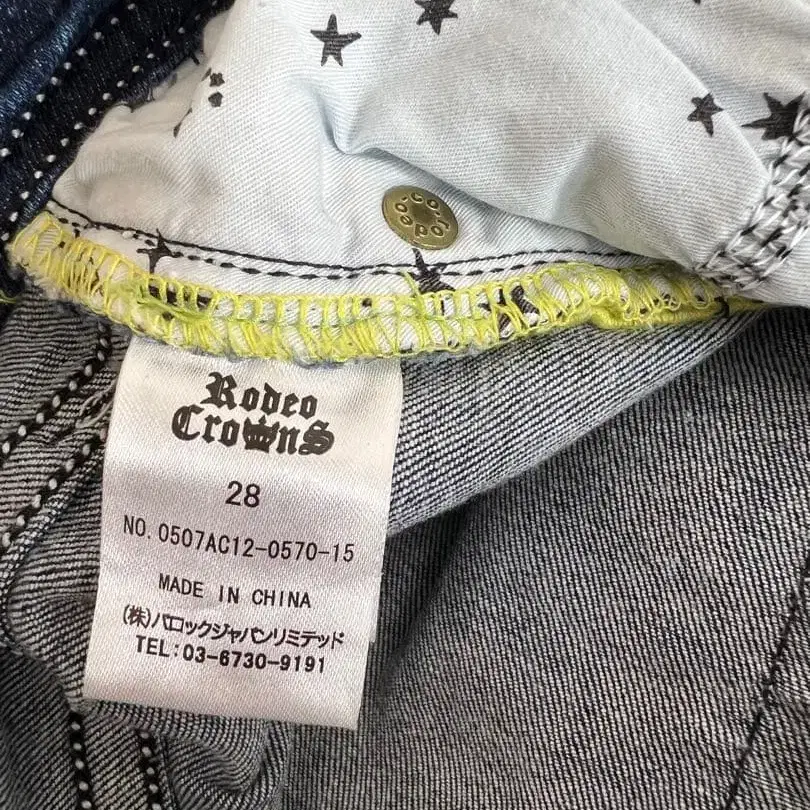 Rodeo
CroWnS
28
NO. 0507AC12-0570-15
MADE IN CHINA
(株)バロックジャパンリミテッド
TEL:03-6730-9191